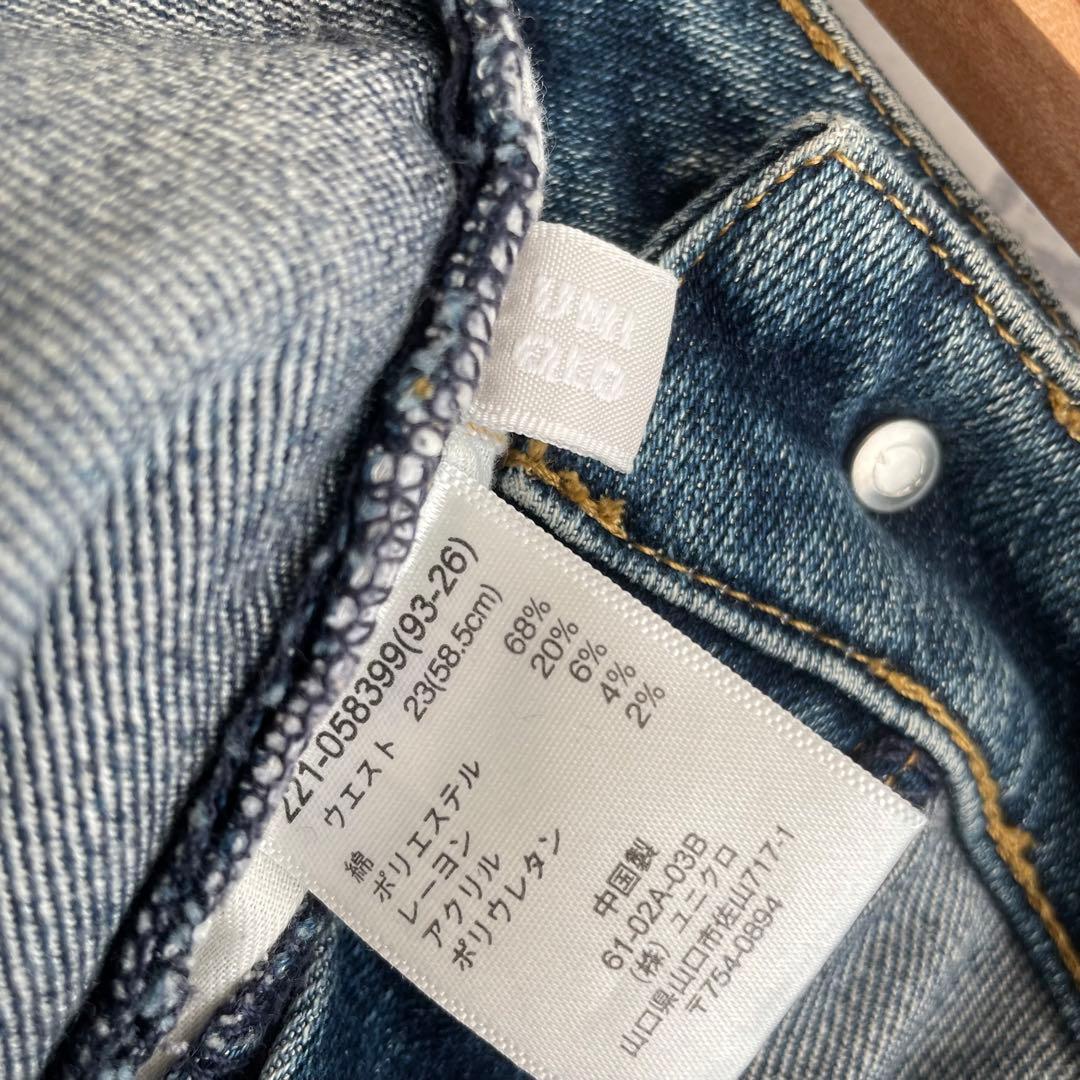 UNI
QLO
221-058399(93-26)
ウエスト 23(58.5cm)
綿 68%
ポリエステル 20%
レーヨン 6%
アクリル 4%
ポリウレタン 2%
中国製
61-02A-03B
(株) ユニクロ
山口県山口市佐山717-1
〒754-0894